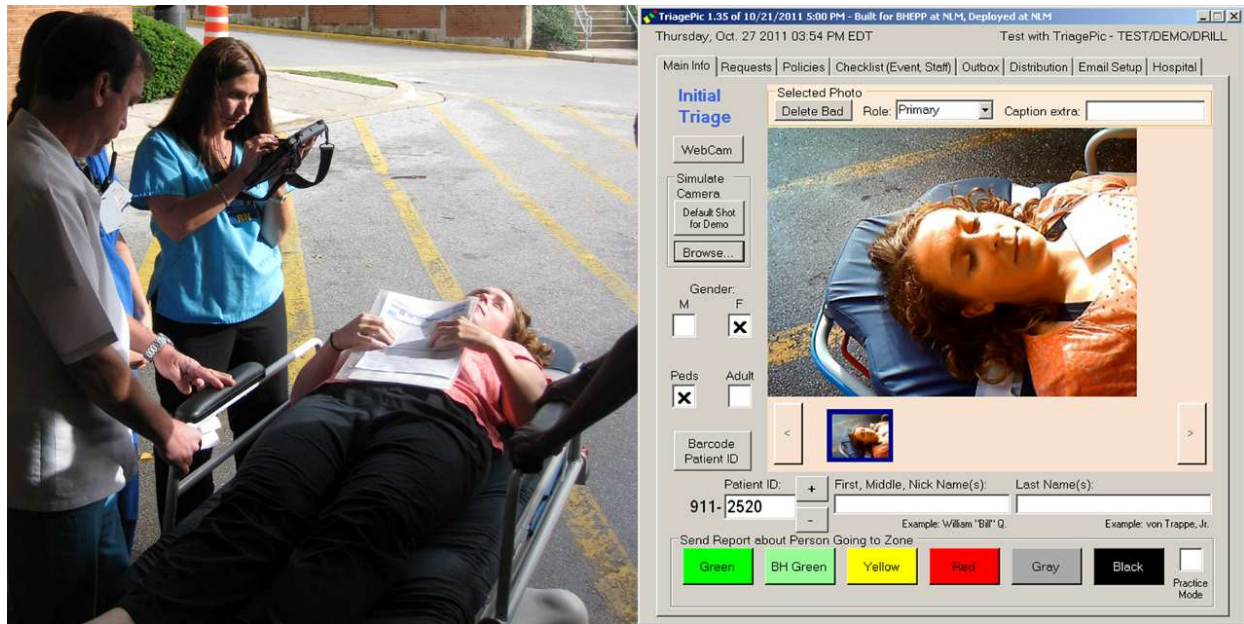 TriagePic 1.35 of 10/21/2011 5:00 PM - Built for BHEPP at NLM, Deployed at NLM
Thursday, Oct. 27 2011 03:54 PM EDT
Test with TriagePic - TEST/DEMO/DRILL
Main Info
Requests
Policies
Checklist (Event, Staff)
Outbox
Distribution
Email Setup
Hospital
Initial
Triage
Selected Photo
Delete Bad
Role:
Primary
Caption extra:
WebCam
Simulate
Camera
Default Shot
for Demo
Browse...
Gender:
M
F
Peds
Adult
<
>
Barcode
Patient ID
Patient ID:
911-
2520
+
-
First, Middle, Nick Name(s):
Example: William "Bill" Q.
Last Name(s):
Example: von Trappe, Jr.
Send Report about Person Going to Zone
Green
BH Green
Yellow
Red
Gray
Black
Practice
Mode
RN